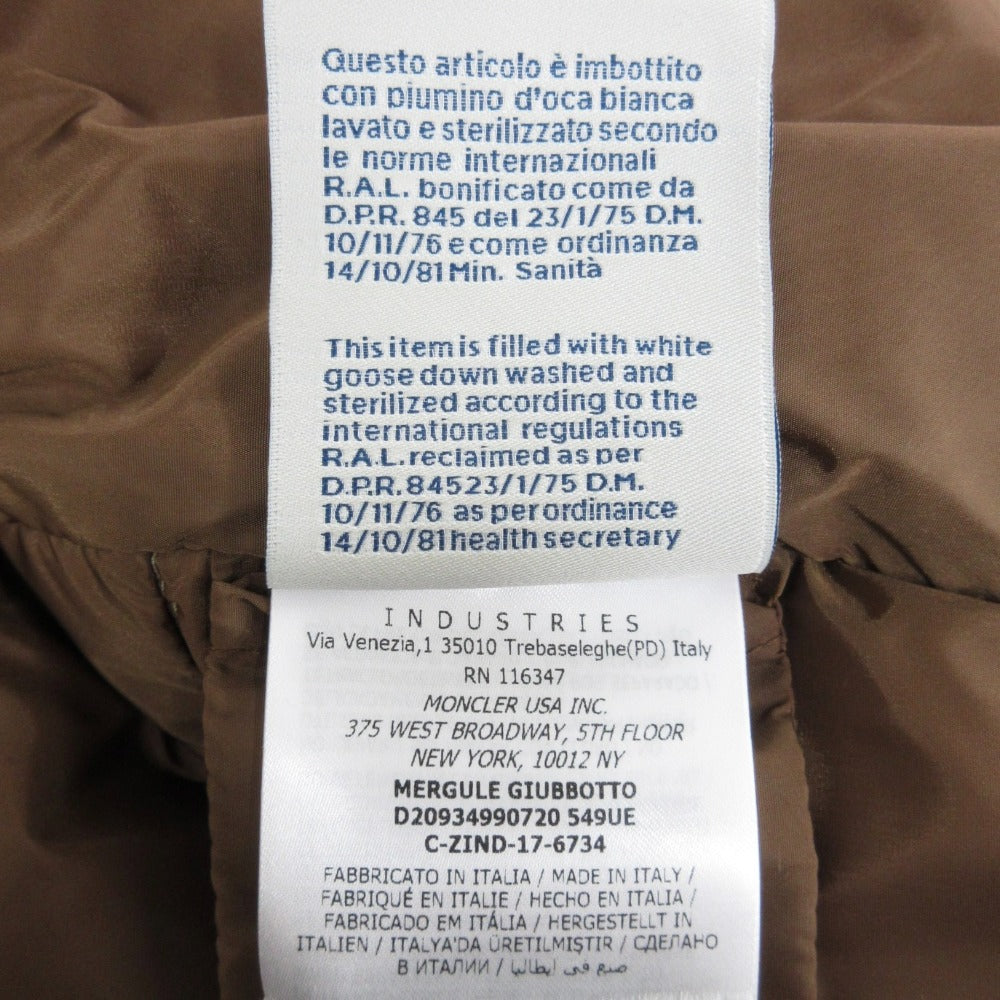 Questo articolo è imbottito
con piumino d'oca bianca
lavato e sterilizzato secondo
le norme internazionali
R.A.L. bonificato come da
D.P.R. 845 del 23/1/75 D.M.
10/11/76 e come ordinanza
14/10/81 Min. Sanità
This item is filled with white
goose down washed and
sterilized according to the
international regulations
R.A.L. reclaimed as per
D.P.R. 845 23/1/75 D.M.
10/11/76 as per ordinance
14/10/81 health secretary
INDUSTRIES
Via Venezia,1 35010 Trebaseleghe(PD) Italy
RN 116347
MONCLER USA INC.
375 WEST BROADWAY, 5TH FLOOR
NEW YORK, 10012 NY
MERGULE GIUBBOTTO
D20934990720 549UE
C-ZIND-17-6734
FABBRICATO IN ITALIA / MADE IN ITALY /
FABRIQUÉ EN ITALIE / HECHO EN ITALIA /
FABRICADO EM ITÁLIA / HERGESTELLT IN
ITALIEN / ITALYA'DA ÜRETILMIŞTIR / СДЕЛАНО
В ИТАЛИИ / صنع في ايطاليا